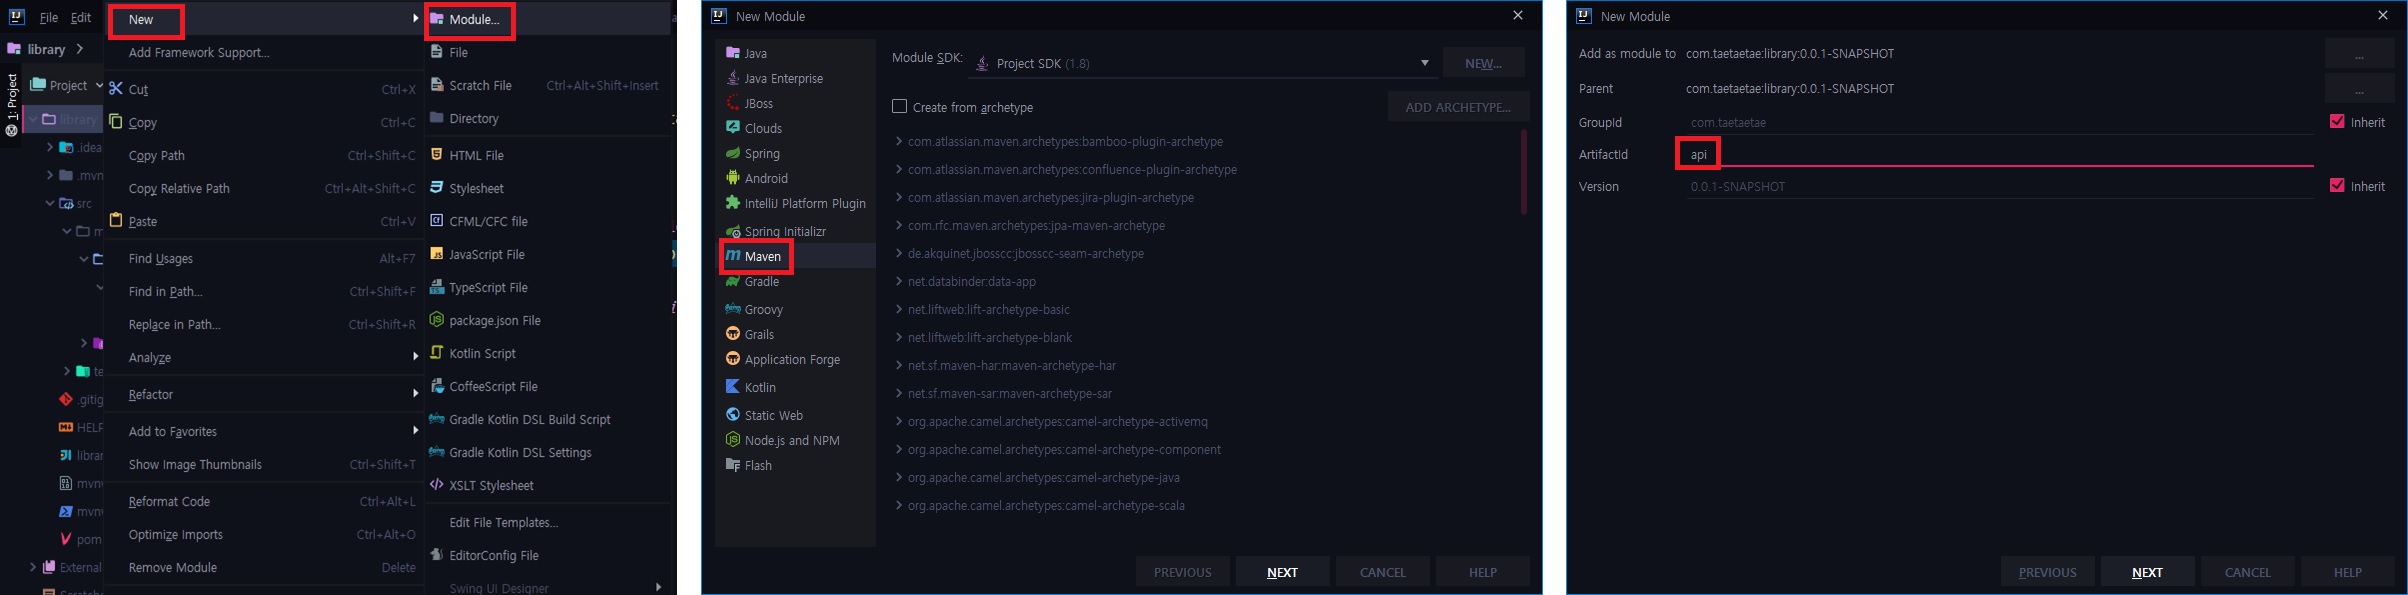 File Edit
library
1: Project
Project
library
.idea
.mvn
src
HELP
mvnw
mvnw
pom
External
New
Add Framework Support...
Cut Ctrl+X
Copy Ctrl+C
Copy Path Ctrl+Shift+C
Copy Relative Path Ctrl+Alt+Shift+C
Paste Ctrl+V
Find Usages Alt+F7
Find in Path... Ctrl+Shift+F
Replace in Path... Ctrl+Shift+R
Analyze
Refactor
Add to Favorites
Show Image Thumbnails Ctrl+Shift+T
Reformat Code Ctrl+Alt+L
Optimize Imports Ctrl+Alt+O
Remove Module Delete
Module...
File
Scratch File Ctrl+Alt+Shift+Insert
Directory
HTML File
Stylesheet
CFML/CFC file
JavaScript File
TypeScript File
package.json File
Kotlin Script
CoffeeScript File
Gradle Kotlin DSL Build Script
Gradle Kotlin DSL Settings
XSLT Stylesheet
Edit File Templates...
EditorConfig File
Swing UI Designer
New Module
Java
Java Enterprise
JBoss
Clouds
Spring
Android
IntelliJ Platform Plugin
Spring Initializr
Maven
Gradle
Groovy
Grails
Application Forge
Kotlin
Static Web
Node.js and NPM
Flash
Module SDK: Project SDK (1.8) NEW...
Create from archetype ADD ARCHETYPE...
com.atlassian.maven.archetypes:bamboo-plugin-archetype
com.atlassian.maven.archetypes:confluence-plugin-archetype
com.atlassian.maven.archetypes:jira-plugin-archetype
com.rfc.maven.archetypes:jpa-maven-archetype
de.akquinet.jbosscc:jbosscc-seam-archetype
net.databinder:data-app
net.liftweb:lift-archetype-basic
net.liftweb:lift-archetype-blank
net.sf.maven-har:maven-archetype-har
net.sf.maven-sar:maven-archetype-sar
org.apache.camel.archetypes:camel-archetype-activemq
org.apache.camel.archetypes:camel-archetype-component
org.apache.camel.archetypes:camel-archetype-java
org.apache.camel.archetypes:camel-archetype-scala
PREVIOUS NEXT CANCEL HELP
New Module
Add as module to com.taetaetae:library:0.0.1-SNAPSHOT ...
Parent com.taetaetae:library:0.0.1-SNAPSHOT ...
GroupId com.taetaetae Inherit
ArtifactId api
Version 0.0.1-SNAPSHOT Inherit
PREVIOUS NEXT CANCEL HELP